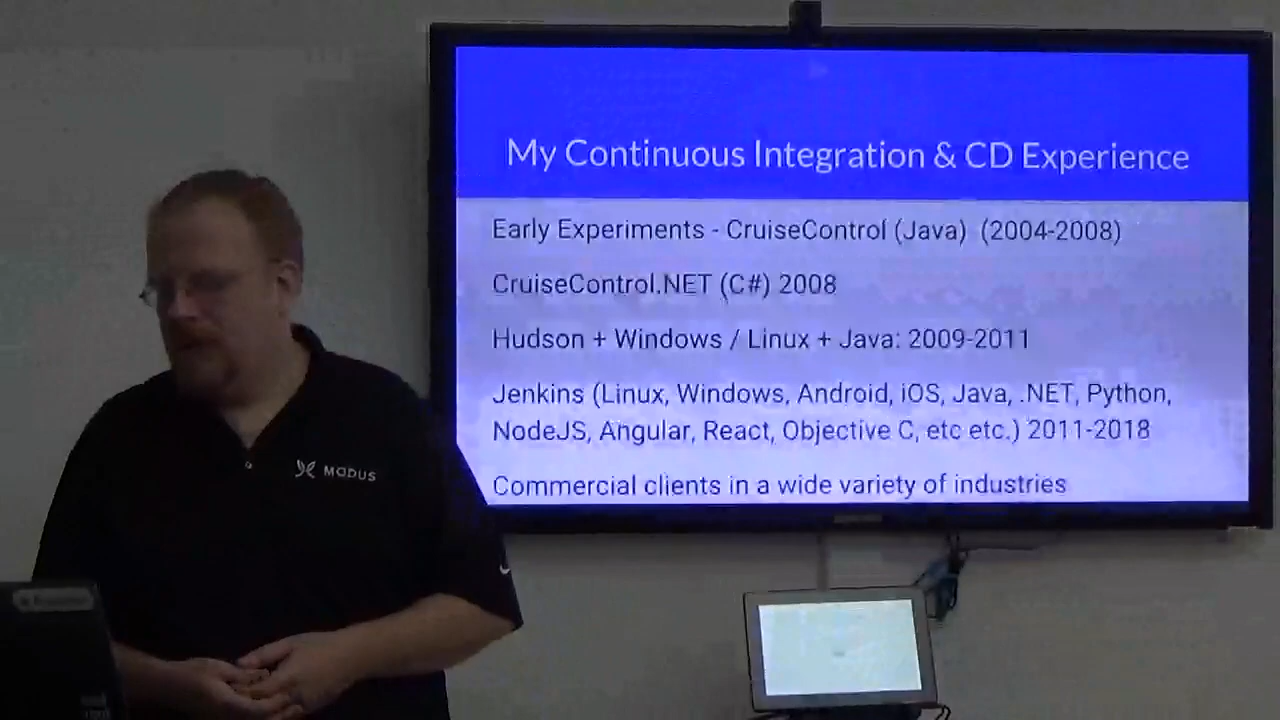 My Continuous Integration & CD Experience
Early Experiments - CruiseControl (Java) (2004-2008)
CruiseControl.NET (C#) 2008
Hudson + Windows / Linux + Java: 2009-2011
Jenkins (Linux, Windows, Android, iOS, Java, .NET, Python,
NodeJS, Angular, React, Objective C, etc etc.) 2011-2018
Commercial clients in a wide variety of industries
MODUS